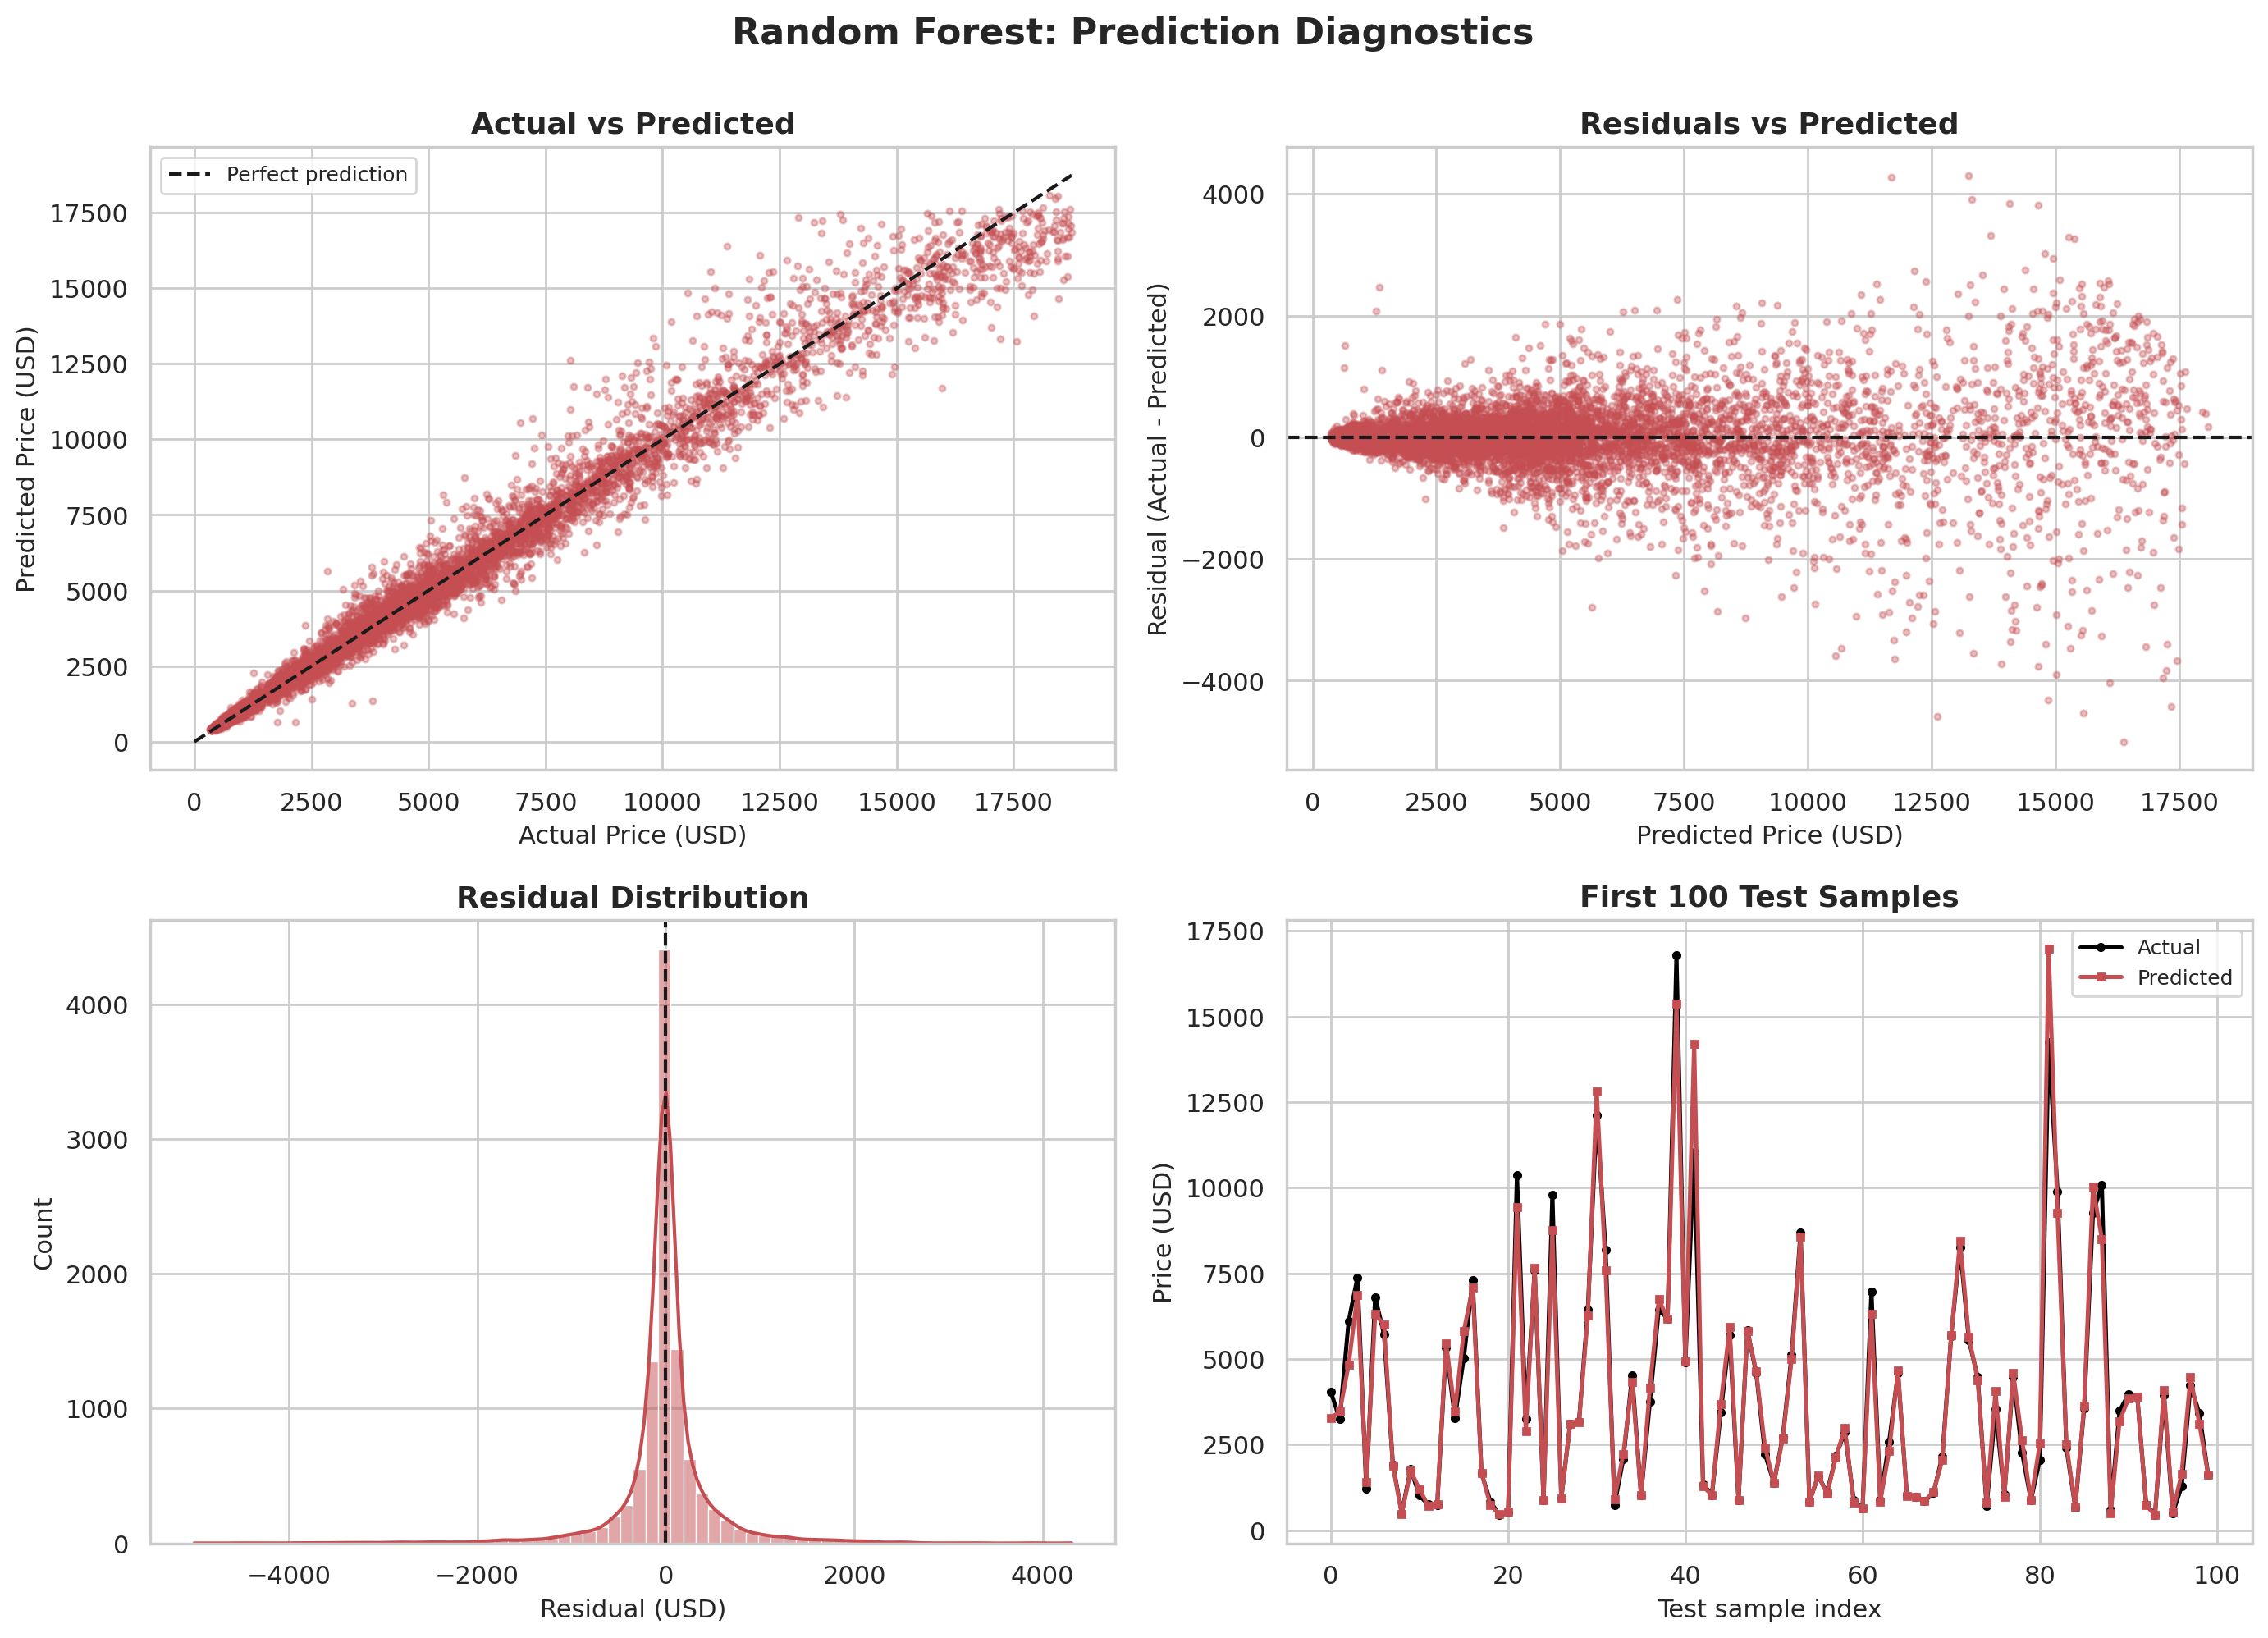 Random Forest: Prediction Diagnostics
Actual vs Predicted
Perfect prediction
17500
15000
12500
10000
7500
5000
2500
0
Predicted Price (USD)
0 2500 5000 7500 10000 12500 15000 17500
Actual Price (USD)
Residuals vs Predicted
4000
2000
0
−2000
−4000
Residual (Actual - Predicted)
0 2500 5000 7500 10000 12500 15000 17500
Predicted Price (USD)
Residual Distribution
4000
3000
2000
1000
0
Count
−4000 −2000 0 2000 4000
Residual (USD)
First 100 Test Samples
Actual
Predicted
17500
15000
12500
10000
7500
5000
2500
0
Price (USD)
0 20 40 60 80 100
Test sample index